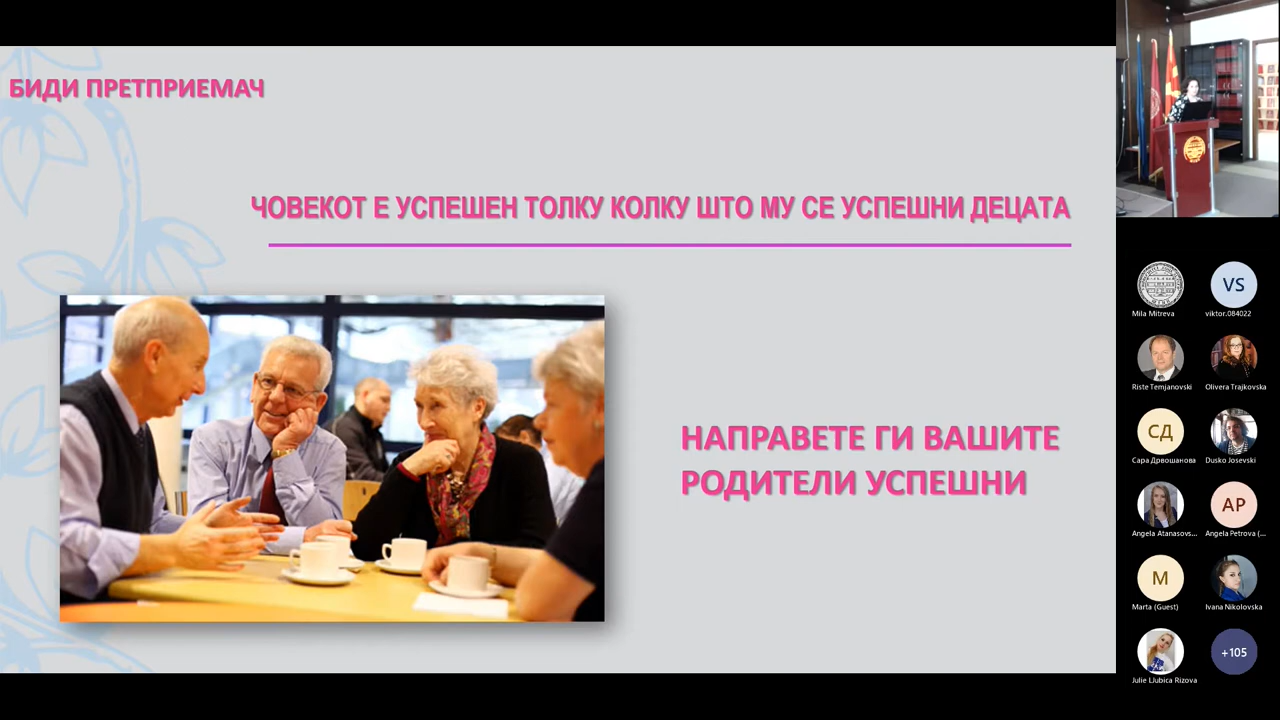 БИДИ ПРЕТПРИЕМАЧ
ЧОВЕКОТ Е УСПЕШЕН ТОЛКУ КОЛКУ ШТО МУ СЕ УСПЕШНИ ДЕЦАТА
НАПРАВЕТЕ ГИ ВАШИТЕ
РОДИТЕЛИ УСПЕШНИ
Mila Mitreva
VS
viktor.084022
Riste Temjanovski
Olivera Trajkovska
СД
Сара Дрвошанова
Dusko Josevski
Angela Atanasovs...
AP
Angela Petrova (...
M
Marta (Guest)
Ivana Nikolovska
Julie LJubica Rizova
+105